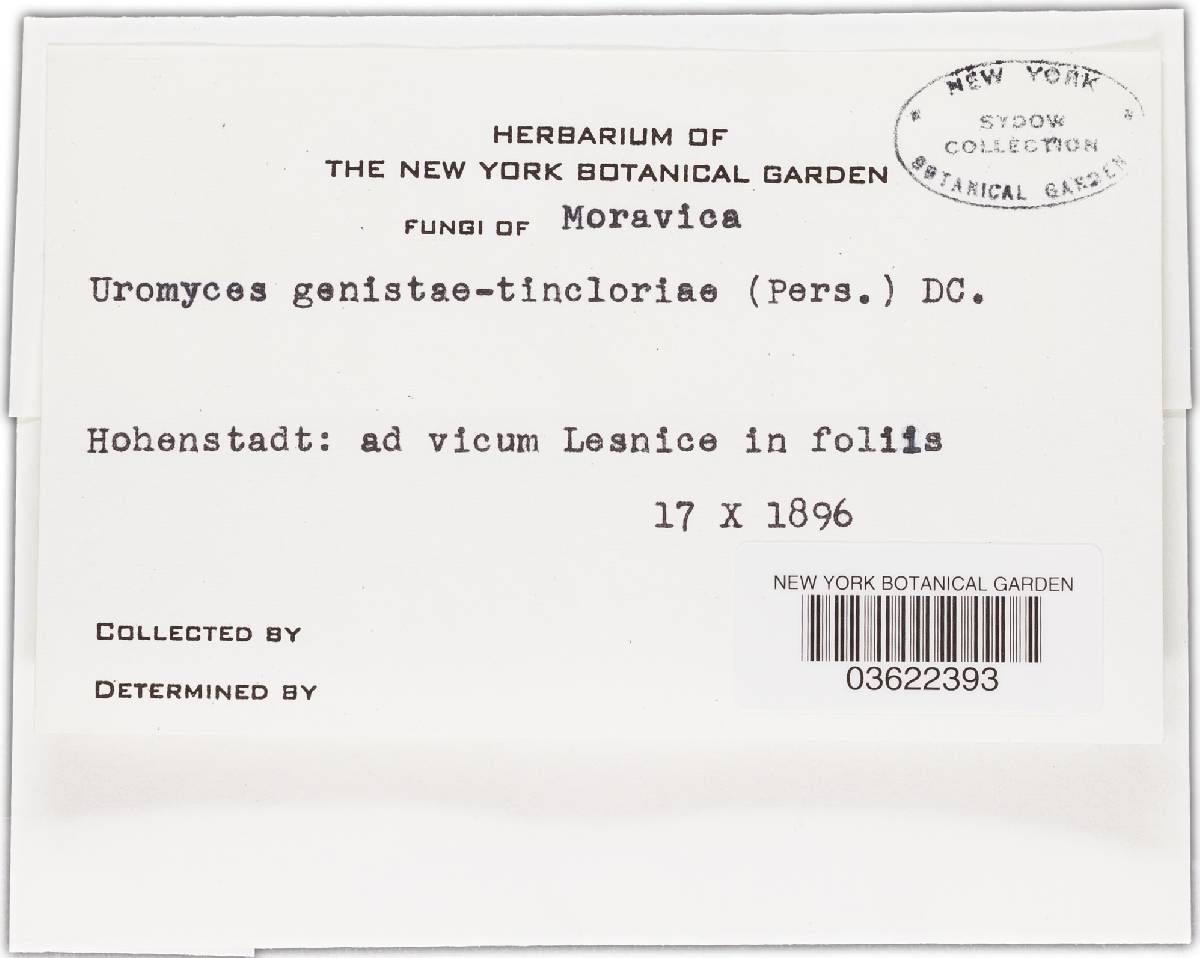 NEW YORK
SYDOW
COLLECTION
BOTANICAL GARDEN
HERBARIUM OF
THE NEW YORK BOTANICAL GARDEN
FUNGI OF Moravica
Uromyces genistae-tincloriae (Pers.) DC.
Hohenstadt: ad vicum Lesnice in foliis
17 X 1896
NEW YORK BOTANICAL GARDEN
03622393
COLLECTED BY
DETERMINED BY